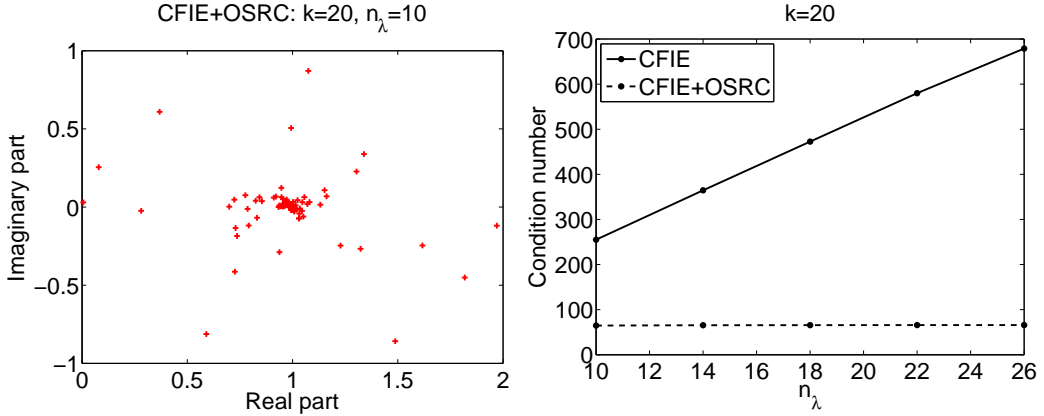 CFIE+OSRC: k=20, n_λ=10
1
0.5
0
−0.5
−1
Imaginary part
0 0.5 1 1.5 2
Real part
k=20
700
600
500
400
300
200
100
0
Condition number
CFIE
CFIE+OSRC
10 12 14 16 18 20 22 24 26
n_λ